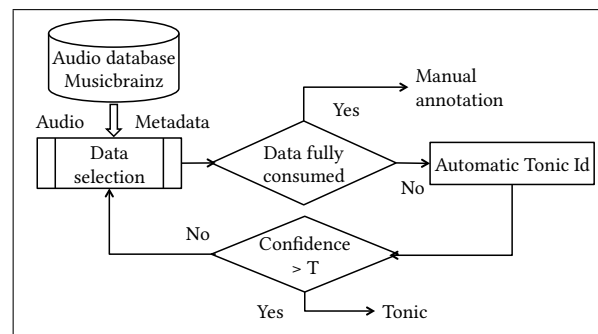 Audio database
Musicbrainz
Audio
Metadata
Data
selection
Data fully
consumed
Yes
Manual
annotation
No
Automatic Tonic Id
Confidence
> T
No
Yes
Tonic